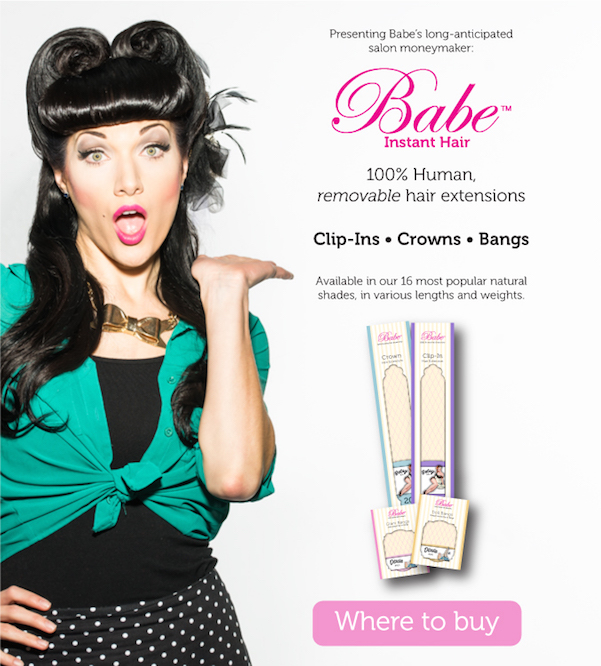 Presenting Babe's long-anticipated
salon moneymaker:
Babe™
Instant Hair
100% Human,
removable hair extensions
Clip-Ins • Crowns • Bangs
Available in our 16 most popular natural
shades, in various lengths and weights.
Babe
Crown
Babe
Clip-In
Babe
Babe
Dixie
Where to buy